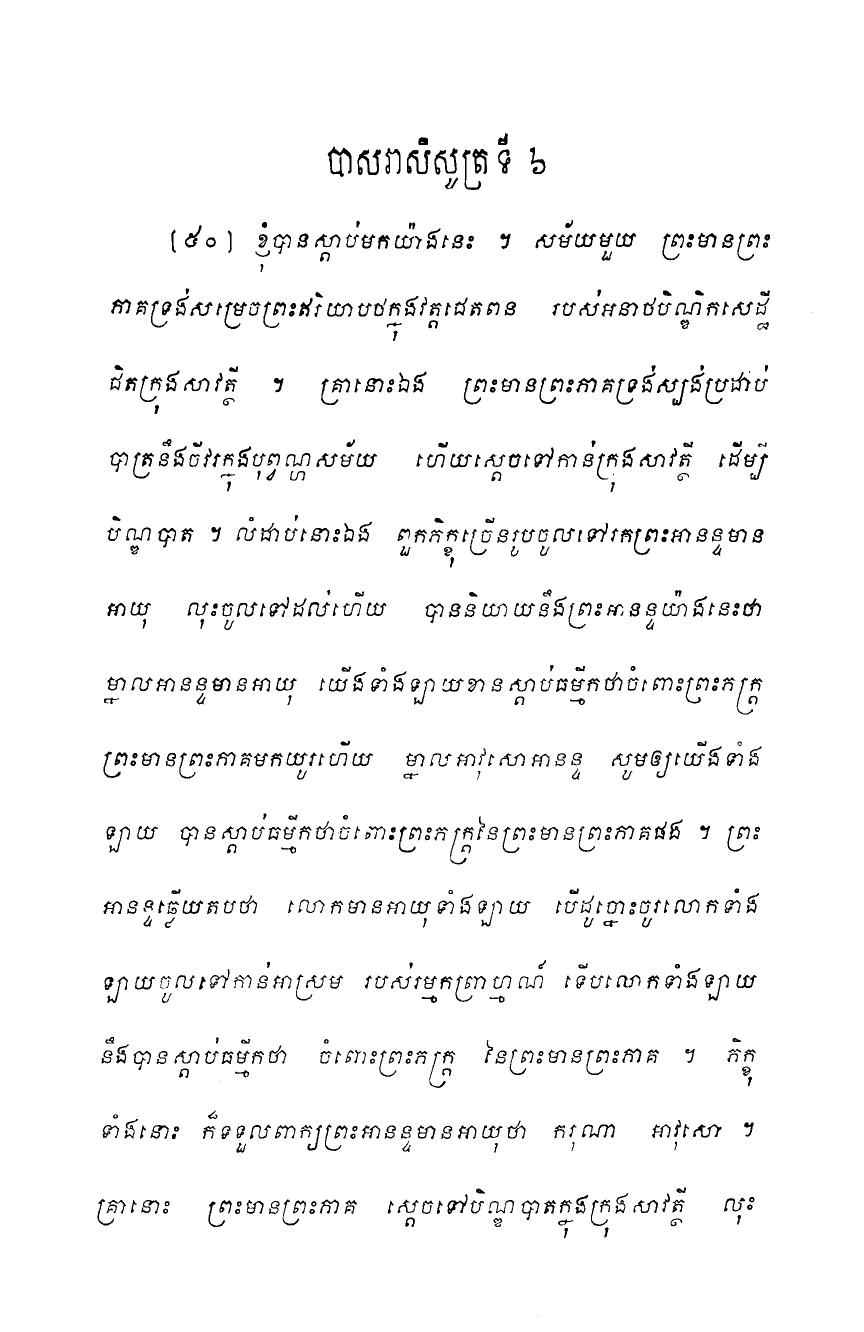 បាសរាសិសូត្រទី ៦
[៥០] ខ្ញុំបានស្តាប់មកយ៉ាងនេះ ។ សម័យមួយ ព្រះមានព្រះ
ភាគទ្រង់សម្រេចព្រះឥរិយាបថក្នុងវត្តជេតពន របស់អនាថបិណ្ឌិកសេដ្ឋី
ជិតក្រុងសាវត្ថី ។ គ្រានោះឯង ព្រះមានព្រះភាគទ្រង់ស្បង់ប្រដាប់
បាត្រនឹងចីវរក្នុងបុព្វណ្ហសម័យ ហើយស្តេចទៅកាន់ក្រុងសាវត្ថី ដើម្បី
បិណ្ឌបាត ។ លំដាប់នោះឯង ពួកភិក្ខុច្រើនរូបចូលទៅរកព្រះអានន្ទមាន
អាយុ លុះចូលទៅដល់ហើយ បាននិយាយនឹងព្រះអានន្ទយ៉ាងនេះថា
ម្នាលអានន្ទមានអាយុ យើងទាំងឡាយខានស្តាប់ធម្មីកថាចំពោះព្រះភក្ត្រ
ព្រះមានព្រះភាគមកយូរហើយ ម្នាលអាវុសោអានន្ទ សូមឲ្យយើងទាំង
ឡាយ បានស្តាប់ធម្មីកថាចំពោះព្រះភក្ត្រនៃព្រះមានព្រះភាគផង ។ ព្រះ
អានន្ទឆ្លើយតបថា លោកមានអាយុទាំងឡាយ បើដូច្នោះចូរលោកទាំង
ឡាយចូលទៅកាន់អាស្រម របស់រម្មកព្រាហ្មណ៍ ទើបលោកទាំងឡាយ
នឹងបានស្តាប់ធម្មីកថា ចំពោះព្រះភក្ត្រ នៃព្រះមានព្រះភាគ ។ ភិក្ខុ
ទាំងនោះ ក៏ទទួលពាក្យព្រះអានន្ទមានអាយុថា ករុណា អាវុសោ ។
គ្រានោះ ព្រះមានព្រះភាគ ស្តេចទៅបិណ្ឌបាតក្នុងក្រុងសាវត្ថី លុះ